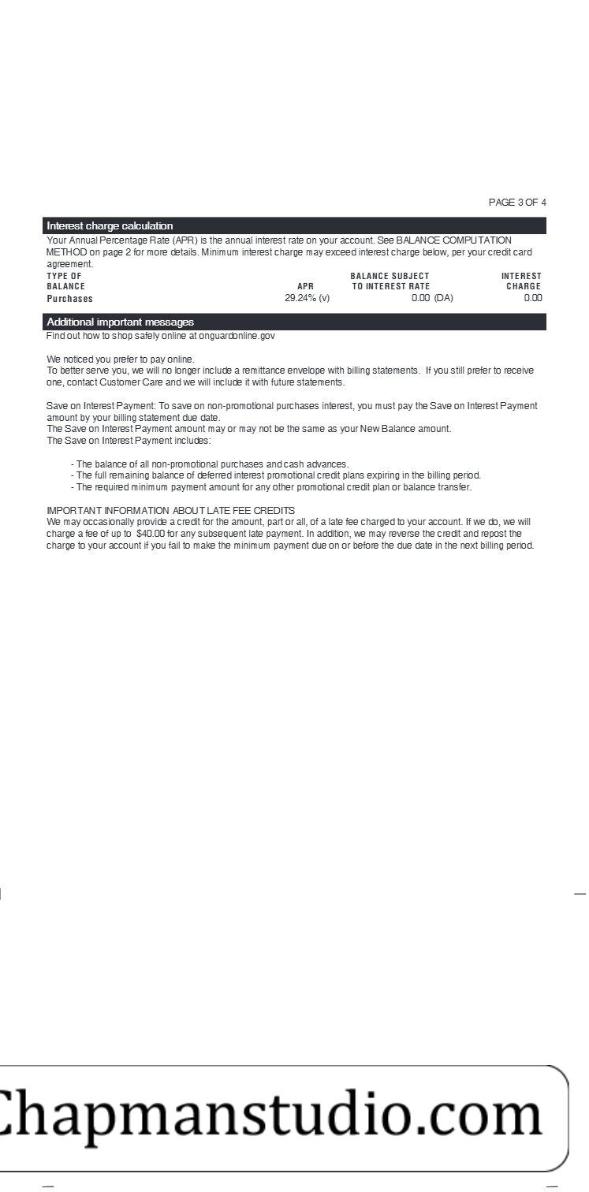 PAGE 3 OF 4
Interest charge calculation
Your Annual Percentage Rate (APR) is the annual interest rate on your account. See BALANCE COMPUTATION
METHOD on page 2 for more details. Minimum interest charge may exceed interest charge below, per your credit card
agreement.
TYPE OF BALANCE SUBJECT INTEREST
BALANCE APR TO INTEREST RATE CHARGE
Purchases 29.24% (v) 0.00 (DA) 0.00
Additional important messages
Find out how to shop safely online at onguardonline.gov
We noticed you prefer to pay online.
To better serve you, we will no longer include a remittance envelope with billing statements. If you still prefer to receive
one, contact Customer Care and we will include it with future statements.
Save on Interest Payment: To save on non-promotional purchases interest, you must pay the Save on Interest Payment
amount by your billing statement due date.
The Save on Interest Payment amount may or may not be the same as your New Balance amount.
The Save on Interest Payment includes:
- The balance of all non-promotional purchases and cash advances.
- The full remaining balance of deferred interest promotional credit plans expiring in the billing period.
- The required minimum payment amount for any other promotional credit plan or balance transfer.
IMPORTANT INFORMATION ABOUT LATE FEE CREDITS
We may occasionally provide a credit for the amount, part or all, of a late fee charged to your account. If we do, we will
charge a fee of up to $40.00 for any subsequent late payment. In addition, we may reverse the credit and repost the
charge to your account if you fail to make the minimum payment due on or before the due date in the next billing period.
Chapmanstudio.com